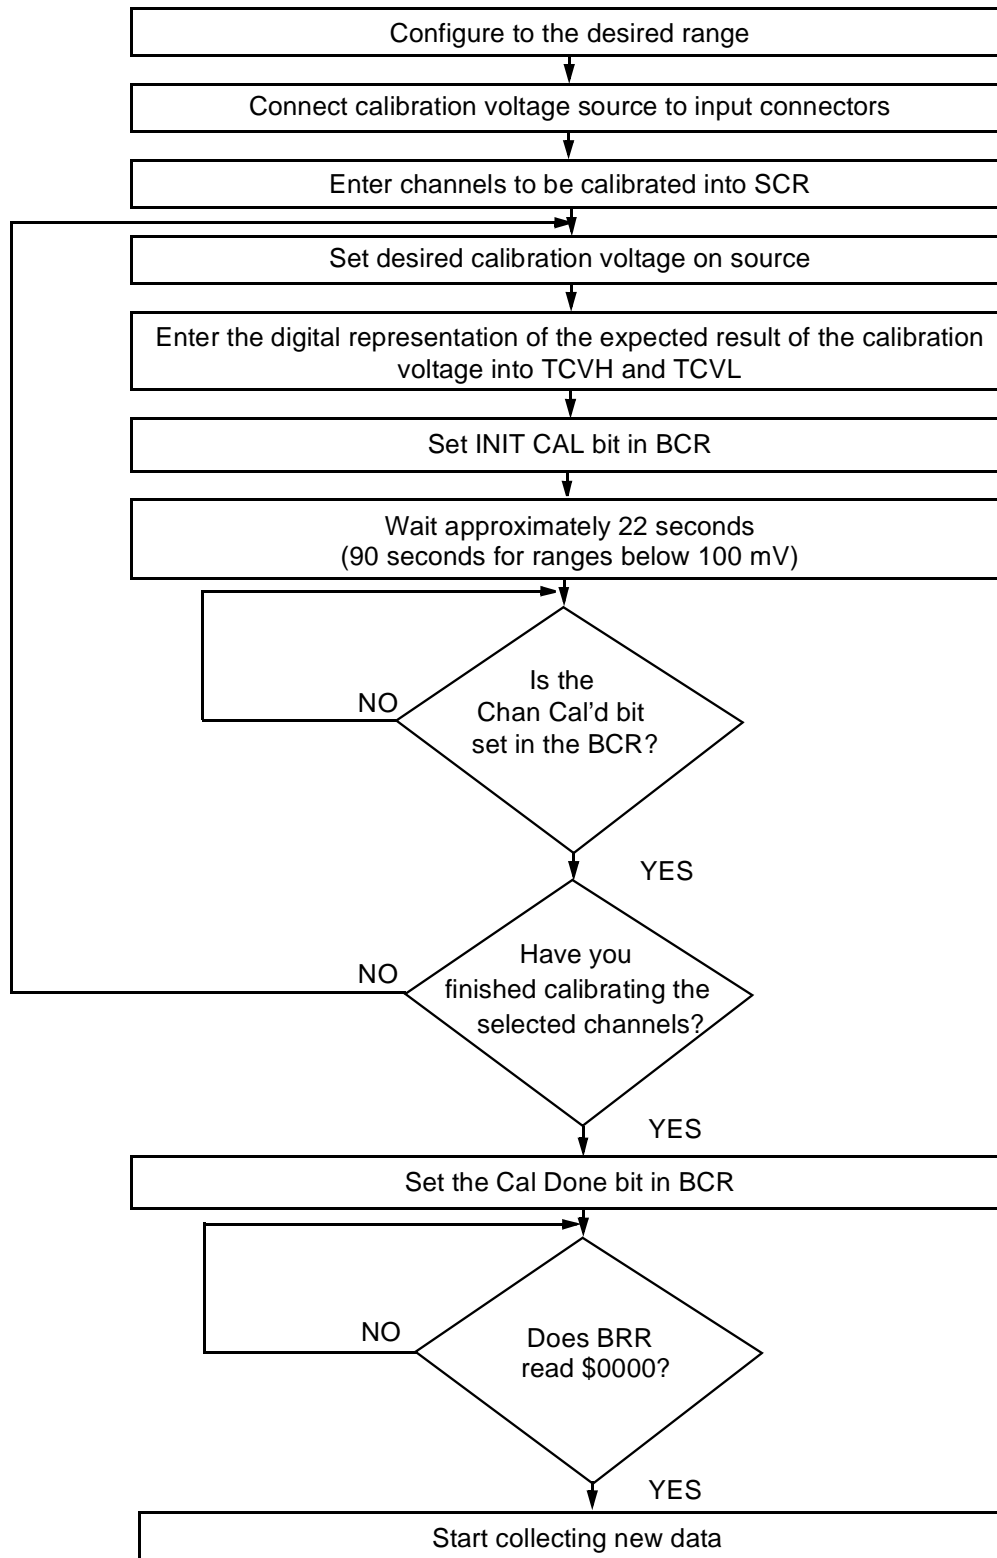 Configure to the desired range
Connect calibration voltage source to input connectors
Enter channels to be calibrated into SCR
Set desired calibration voltage on source
Enter the digital representation of the expected result of the calibration
voltage into TCVH and TCVL
Set INIT CAL bit in BCR
Wait approximately 22 seconds
(90 seconds for ranges below 100 mV)
Is the
Chan Cal’d bit
set in the BCR?
NO
YES
Have you
finished calibrating the
selected channels?
NO
YES
Set the Cal Done bit in BCR
Does BRR
read $0000?
NO
YES
Start collecting new data